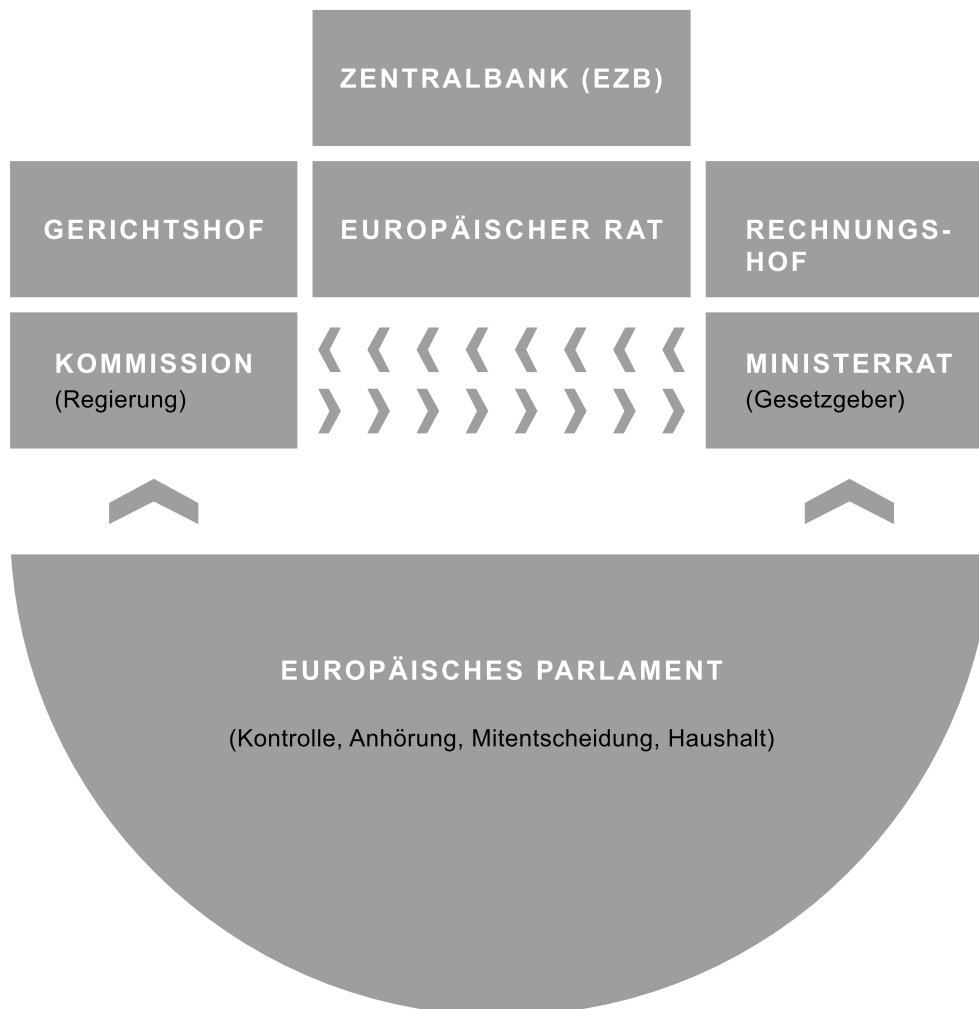 ZENTRALBANK (EZB)
GERICHTSHOF
EUROPÄISCHER RAT
RECHNUNGS-
HOF
KOMMISSION
(Regierung)
MINISTERRAT
(Gesetzgeber)
EUROPÄISCHES PARLAMENT
(Kontrolle, Anhörung, Mitentscheidung, Haushalt)